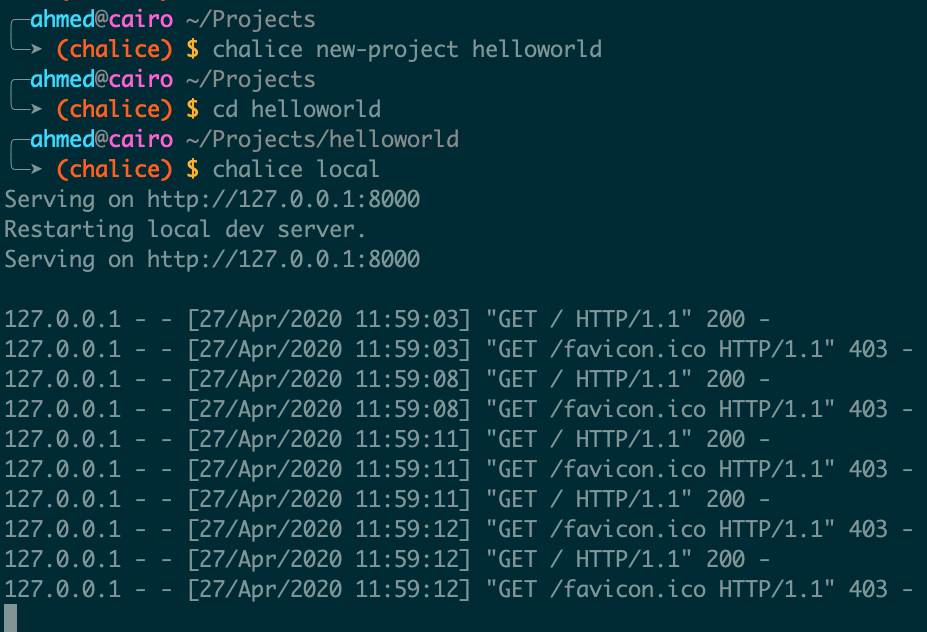 ahmed@cairo ~/Projects
(chalice) $ chalice new-project helloworld
ahmed@cairo ~/Projects
(chalice) $ cd helloworld
ahmed@cairo ~/Projects/helloworld
(chalice) $ chalice local
Serving on http://127.0.0.1:8000
Restarting local dev server.
Serving on http://127.0.0.1:8000
127.0.0.1 - - [27/Apr/2020 11:59:03] "GET / HTTP/1.1" 200 -
127.0.0.1 - - [27/Apr/2020 11:59:03] "GET /favicon.ico HTTP/1.1" 403 -
127.0.0.1 - - [27/Apr/2020 11:59:08] "GET / HTTP/1.1" 200 -
127.0.0.1 - - [27/Apr/2020 11:59:08] "GET /favicon.ico HTTP/1.1" 403 -
127.0.0.1 - - [27/Apr/2020 11:59:11] "GET / HTTP/1.1" 200 -
127.0.0.1 - - [27/Apr/2020 11:59:11] "GET /favicon.ico HTTP/1.1" 403 -
127.0.0.1 - - [27/Apr/2020 11:59:11] "GET / HTTP/1.1" 200 -
127.0.0.1 - - [27/Apr/2020 11:59:12] "GET /favicon.ico HTTP/1.1" 403 -
127.0.0.1 - - [27/Apr/2020 11:59:12] "GET / HTTP/1.1" 200 -
127.0.0.1 - - [27/Apr/2020 11:59:12] "GET /favicon.ico HTTP/1.1" 403 -